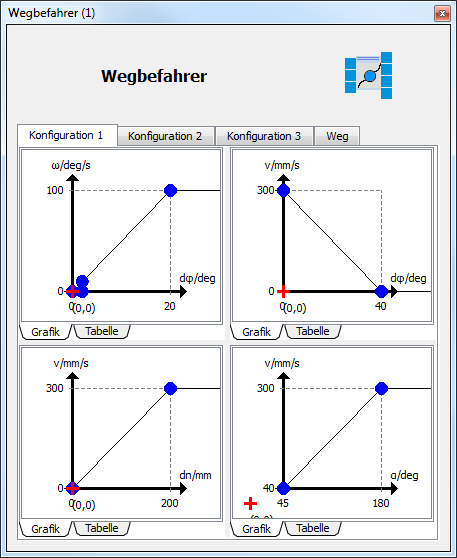 Wegbefahrer (1)
Wegbefahrer
Konfiguration 1 Konfiguration 2 Konfiguration 3 Weg
ω/deg/s
100
0
0
(0,0)
20
dφ/deg
Grafik Tabelle
v/mm/s
300
0
0
(0,0)
40
dφ/deg
Grafik Tabelle
v/mm/s
300
0
0
(0,0)
200
dn/mm
Grafik Tabelle
v/mm/s
300
40
45
180
α/deg
Grafik Tabelle